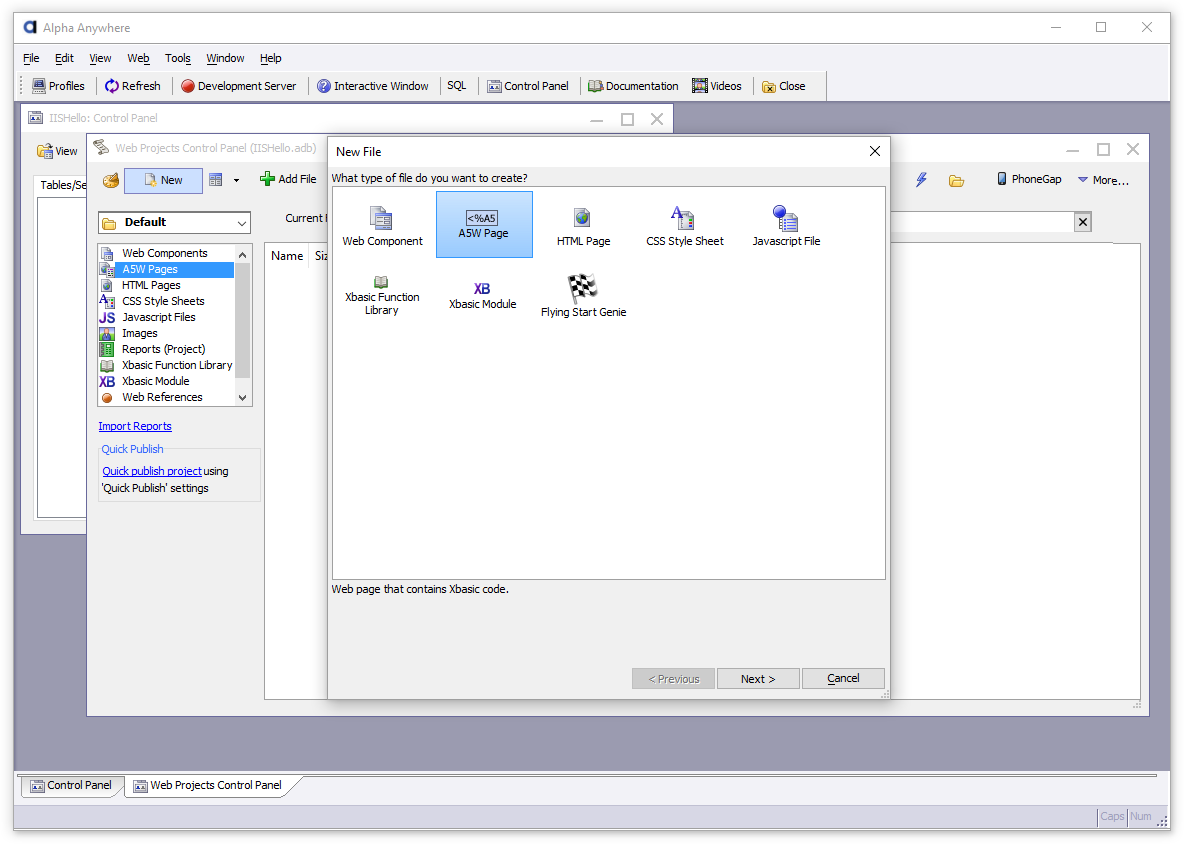 Alpha Anywhere
File Edit View Web Tools Window Help
Profiles Refresh Development Server Interactive Window SQL Control Panel Documentation Videos Close
IISHello: Control Panel
View
Tables/Se
Web Projects Control Panel (IISHello.adb)
New Add File PhoneGap More...
Default
Current
Web Components
A5W Pages
HTML Pages
CSS Style Sheets
Javascript Files
Images
Reports (Project)
Xbasic Function Library
Xbasic Module
Web References
Import Reports
Quick Publish
Quick publish project using
'Quick Publish' settings
Name Siz
New File
What type of file do you want to create?
Web Component
<%A5
A5W Page
HTML Page
CSS Style Sheet
Javascript File
Xbasic Function
Library
XB
Xbasic Module
Flying Start Genie
Web page that contains Xbasic code.
< Previous Next > Cancel
Control Panel Web Projects Control Panel
Caps Num